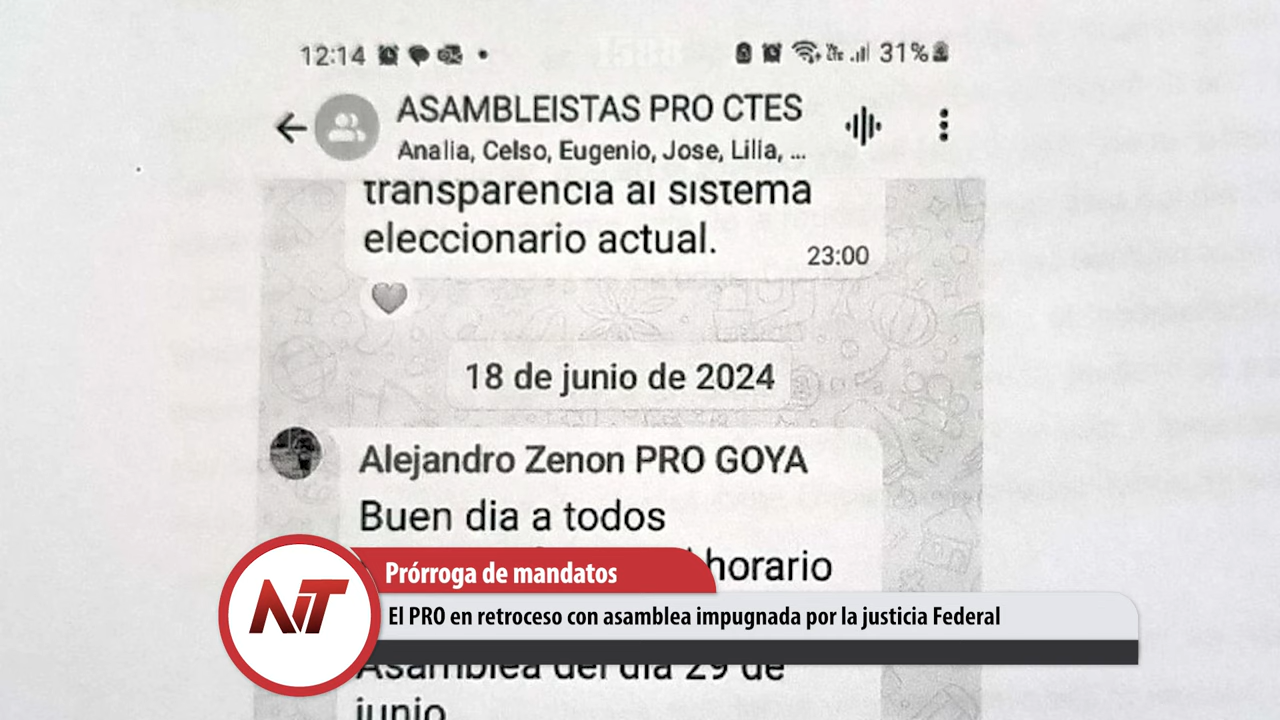 12:14
31%
ASAMBLEISTAS PRO CTES
Analia, Celso, Eugenio, Jose, Lilia, ...
transparencia al sistema
eleccionario actual.
23:00
18 de junio de 2024
Alejandro Zenon PRO GOYA
Buen dia a todos
horario
Prórroga de mandatos
NT
El PRO en retroceso con asamblea impugnada por la justicia Federal
Asamblea del día 29 de
junio